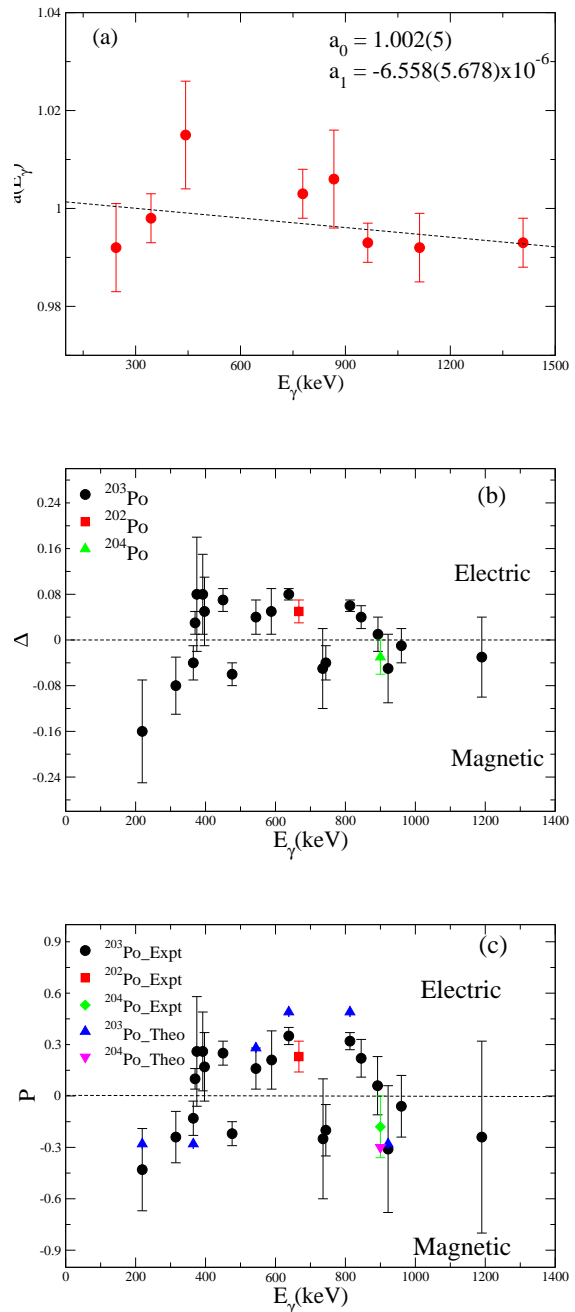 (a)
a₀ = 1.002(5)
a₁ = -6.558(5.678)x10⁻⁶
1.04
1.02
1
0.98
a(Eγ)
300 600 900 1200 1500
Eγ(keV)
(b)
²⁰³Po
²⁰²Po
²⁰⁴Po
Electric
Magnetic
0.24
0.16
0.08
0
-0.08
-0.16
-0.24
Δ
0 200 400 600 800 1000 1200 1400
Eγ(keV)
(c)
²⁰³Po_Expt
²⁰²Po_Expt
²⁰⁴Po_Expt
²⁰³Po_Theo
²⁰⁴Po_Theo
Electric
Magnetic
0.9
0.6
0.3
0
-0.3
-0.6
-0.9
P
0 200 400 600 800 1000 1200 1400
Eγ(keV)